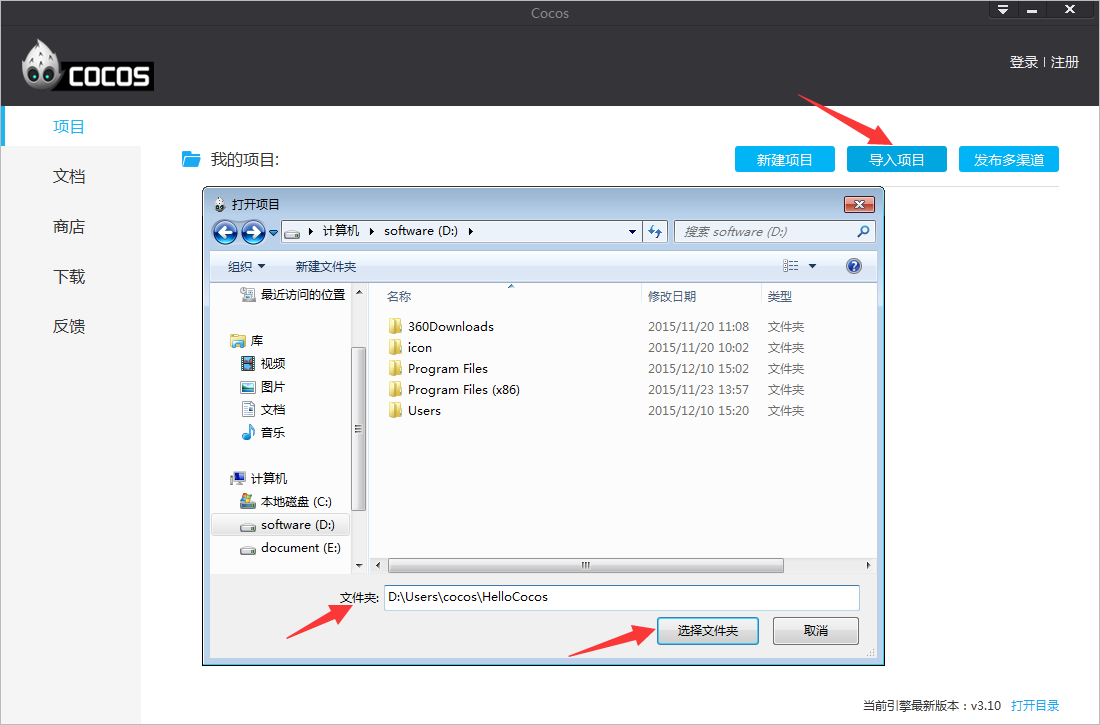 Cocos
COCOS
登录 | 注册
项目
文档
商店
下载
反馈
我的项目:
新建项目
导入项目
发布多渠道
打开项目
计算机 software (D:)
搜索 software (D:)
组织 新建文件夹
最近访问的位置
库
视频
图片
文档
音乐
计算机
本地磁盘 (C:)
software (D:)
document (E:)
名称 修改日期 类型
360Downloads 2015/11/20 11:08 文件夹
icon 2015/11/20 10:02 文件夹
Program Files 2015/12/10 15:02 文件夹
Program Files (x86) 2015/11/23 13:57 文件夹
Users 2015/12/10 15:20 文件夹
文件夹: D:\Users\cocos\HelloCocos
选择文件夹 取消
当前引擎最新版本：v3.10 打开目录